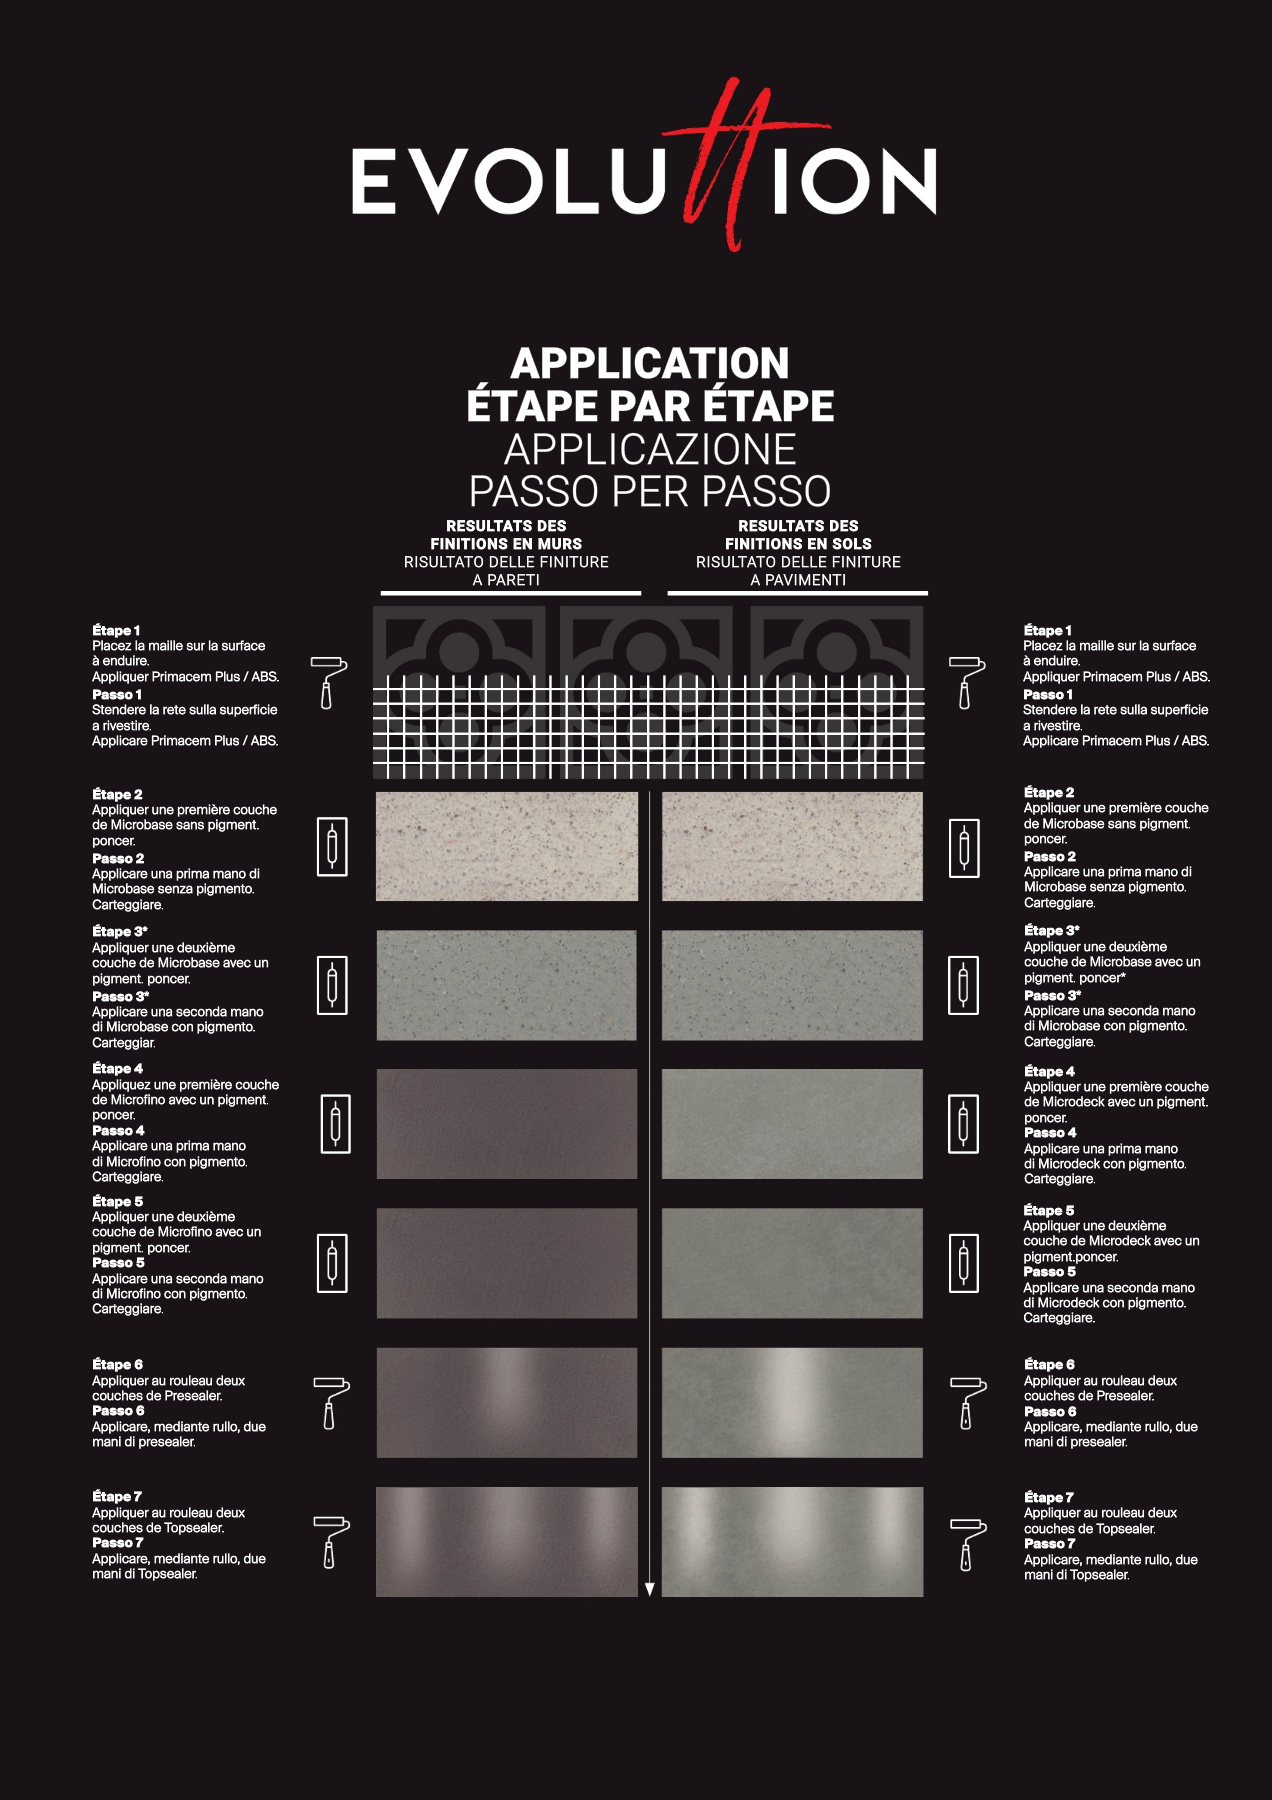 EVOLUTTION
APPLICATION
ÉTAPE PAR ÉTAPE
APPLICAZIONE
PASSO PER PASSO
RESULTATS DES
FINITIONS EN MURS
RISULTATO DELLE FINITURE
A PARETI
RESULTATS DES
FINITIONS EN SOLS
RISULTATO DELLE FINITURE
A PAVIMENTI
Étape 1
Placez la maille sur la surface
à enduire.
Appliquer Primacem Plus / ABS.
Passo 1
Stendere la rete sulla superficie
a rivestire.
Applicare Primacem Plus / ABS.
Étape 2
Appliquer une première couche
de Microbase sans pigment.
poncer.
Passo 2
Applicare una prima mano di
Microbase senza pigmento.
Carteggiare.
Étape 3*
Appliquer une deuxième
couche de Microbase avec un
pigment. poncer.
Passo 3*
Applicare una seconda mano
di Microbase con pigmento.
Carteggiar.
Étape 4
Appliquez une première couche
de Microfino avec un pigment.
poncer.
Passo 4
Applicare una prima mano
di Microfino con pigmento.
Carteggiare.
Étape 5
Appliquer une deuxième
couche de Microfino avec un
pigment. poncer.
Passo 5
Applicare una seconda mano
di Microfino con pigmento.
Carteggiare.
Étape 6
Appliquer au rouleau deux
couches de Presealer.
Passo 6
Applicare, mediante rullo, due
mani di presealer.
Étape 7
Appliquer au rouleau deux
couches de Topsealer.
Passo 7
Applicare, mediante rullo, due
mani di Topsealer.
Étape 1
Placez la maille sur la surface
à enduire.
Appliquer Primacem Plus / ABS.
Passo 1
Stendere la rete sulla superficie
a rivestire.
Applicare Primacem Plus / ABS.
Étape 2
Appliquer une première couche
de Microbase sans pigment.
poncer.
Passo 2
Applicare una prima mano di
Microbase senza pigmento.
Carteggiare.
Étape 3*
Appliquer une deuxième
couche de Microbase avec un
pigment. poncer*
Passo 3*
Applicare una seconda mano
di Microbase con pigmento.
Carteggiare.
Étape 4
Appliquer une première couche
de Microdeck avec un pigment.
poncer.
Passo 4
Applicare una prima mano
di Microdeck con pigmento.
Carteggiare.
Étape 5
Appliquer une deuxième
couche de Microdeck avec un
pigment.poncer.
Passo 5
Applicare una seconda mano
di Microdeck con pigmento.
Carteggiare.
Étape 6
Appliquer au rouleau deux
couches de Presealer.
Passo 6
Applicare, mediante rullo, due
mani di presealer.
Étape 7
Appliquer au rouleau deux
couches de Topsealer.
Passo 7
Applicare, mediante rullo, due
mani di Topsealer.